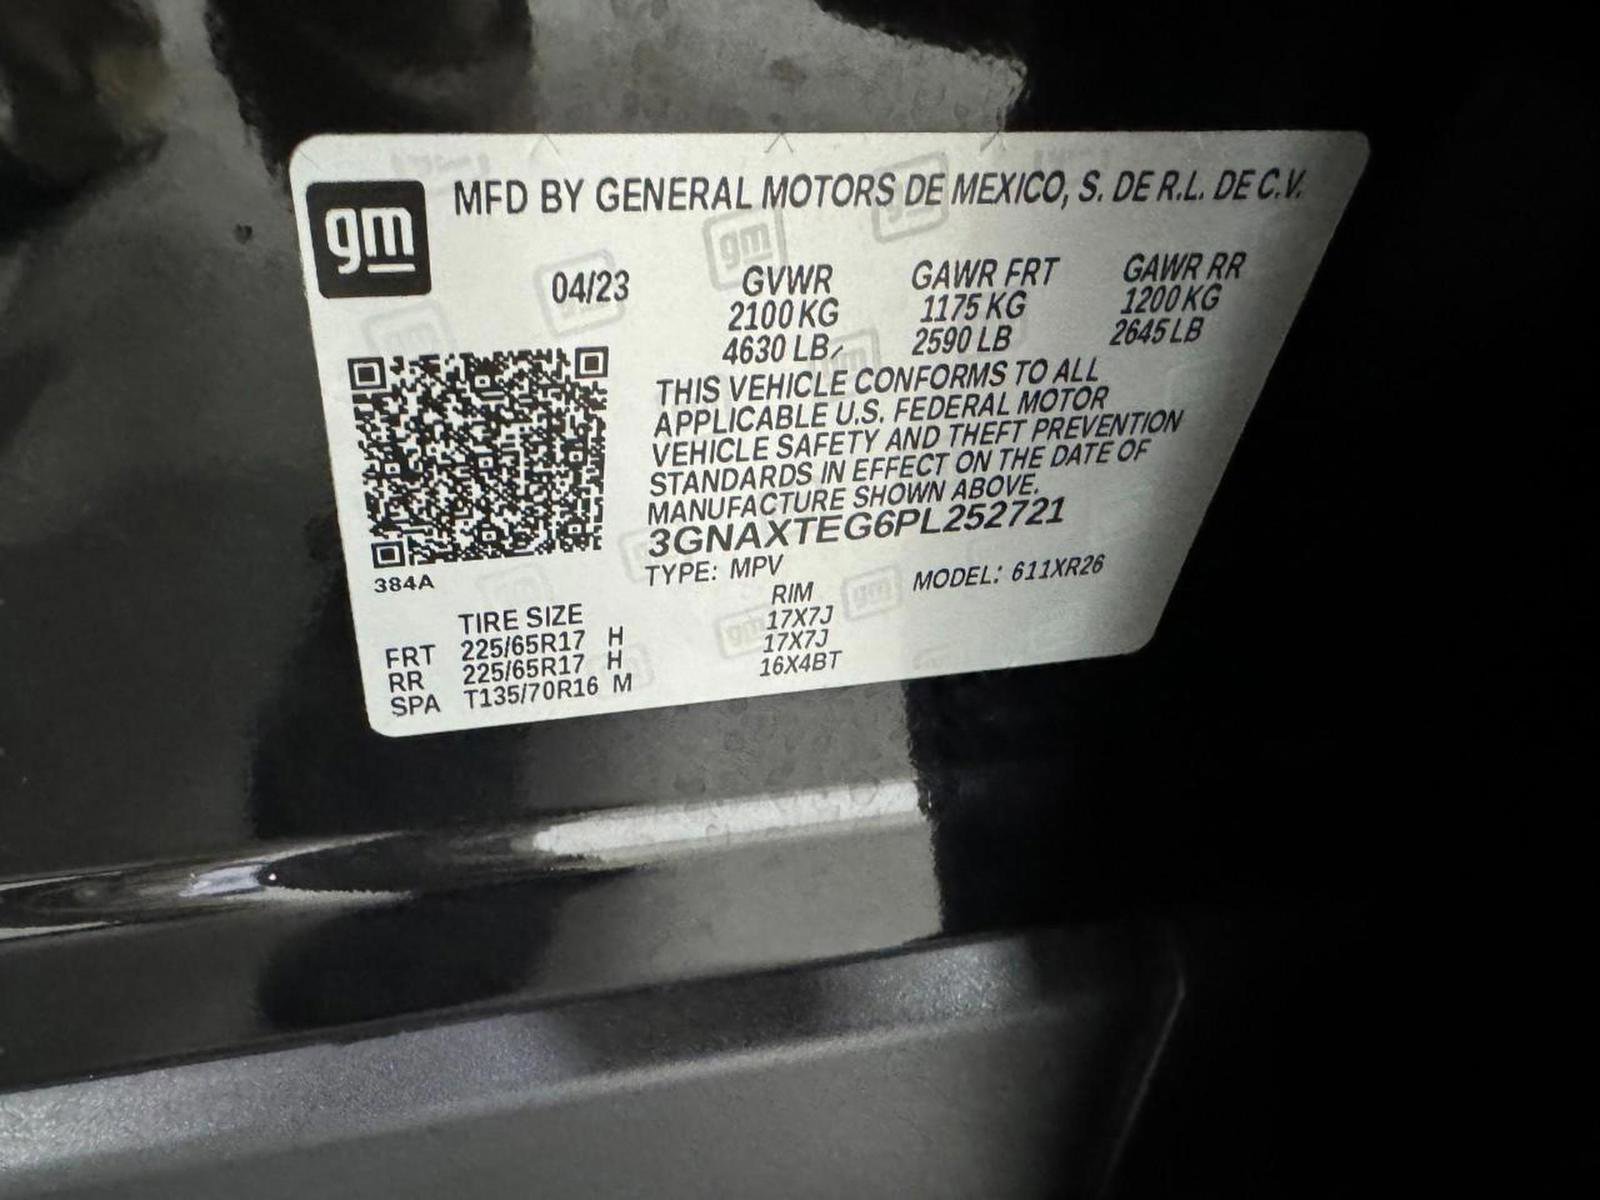 gm
MFD BY GENERAL MOTORS DE MEXICO, S. DE R.L. DE C.V.
04/23
GVWR GAWR FRT GAWR RR
2100 KG 1175 KG 1200 KG
4630 LB 2590 LB 2645 LB
THIS VEHICLE CONFORMS TO ALL
APPLICABLE U.S. FEDERAL MOTOR
VEHICLE SAFETY AND THEFT PREVENTION
STANDARDS IN EFFECT ON THE DATE OF
MANUFACTURE SHOWN ABOVE.
3GNAXTEG6PL252721
TYPE: MPV MODEL: 611XR26
384A
TIRE SIZE RIM
FRT 225/65R17 H 17X7J
RR 225/65R17 H 17X7J
SPA T135/70R16 M 16X4BT